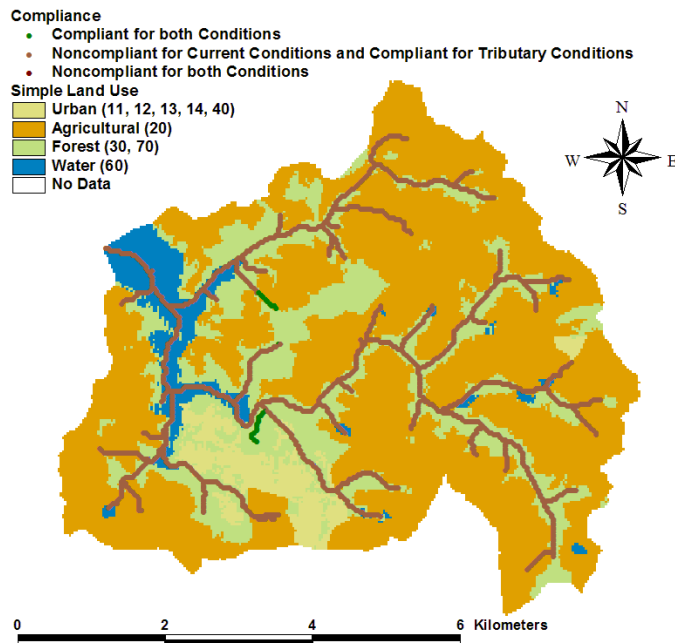 Compliance
Compliant for both Conditions
Noncompliant for Current Conditions and Compliant for Tributary Conditions
Noncompliant for both Conditions
Simple Land Use
Urban (11, 12, 13, 14, 40)
Agricultural (20)
Forest (30, 70)
Water (60)
No Data
N
W E
S
0 2 4 6 Kilometers